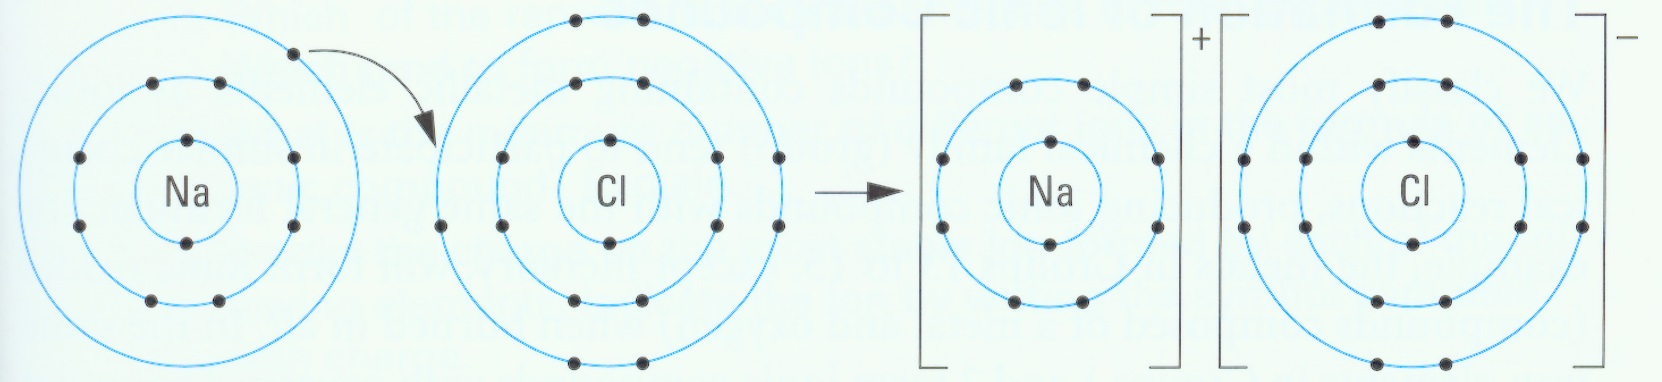 Na Cl Na + Cl −